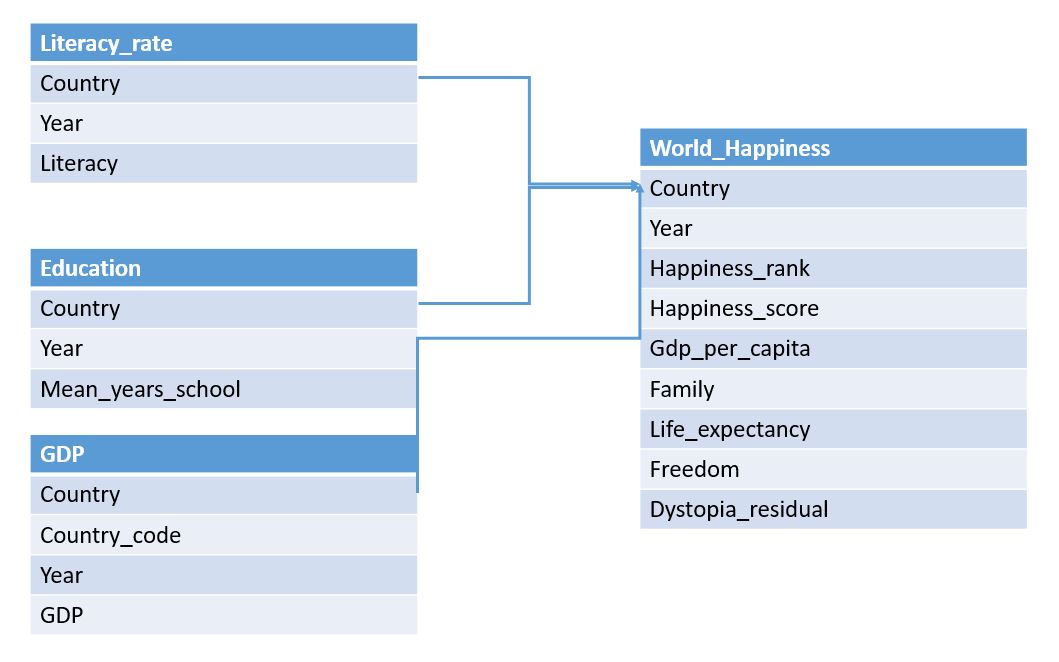 Literacy_rate
Country
Year
Literacy
Education
Country
Year
Mean_years_school
GDP
Country
Country_code
Year
GDP
World_Happiness
Country
Year
Happiness_rank
Happiness_score
Gdp_per_capita
Family
Life_expectancy
Freedom
Dystopia_residual